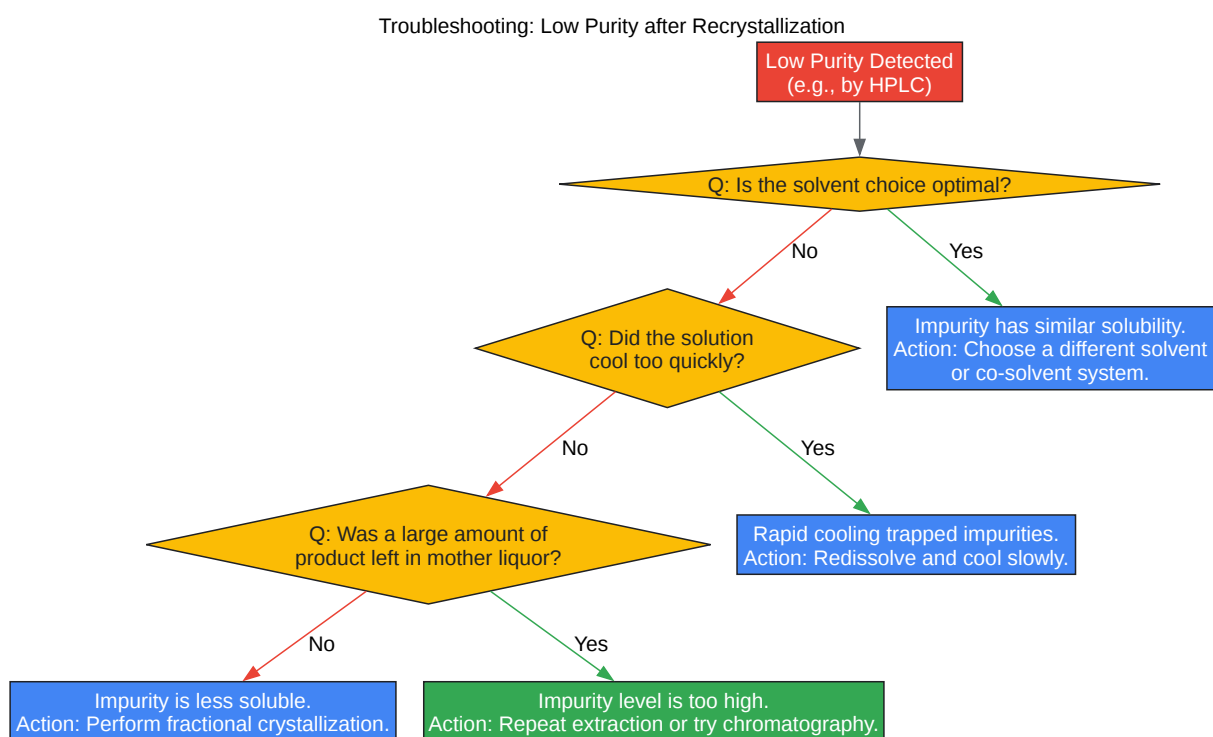 Troubleshooting: Low Purity after Recrystallization
Low Purity Detected
(e.g., by HPLC)
Q: Is the solvent choice optimal?
No
Yes
Q: Did the solution
cool too quickly?
Impurity has similar solubility.
Action: Choose a different solvent
or co-solvent system.
No
Yes
Q: Was a large amount of
product left in mother liquor?
Rapid cooling trapped impurities.
Action: Redissolve and cool slowly.
No
Yes
Impurity is less soluble.
Action: Perform fractional crystallization.
Impurity level is too high.
Action: Repeat extraction or try chromatography.